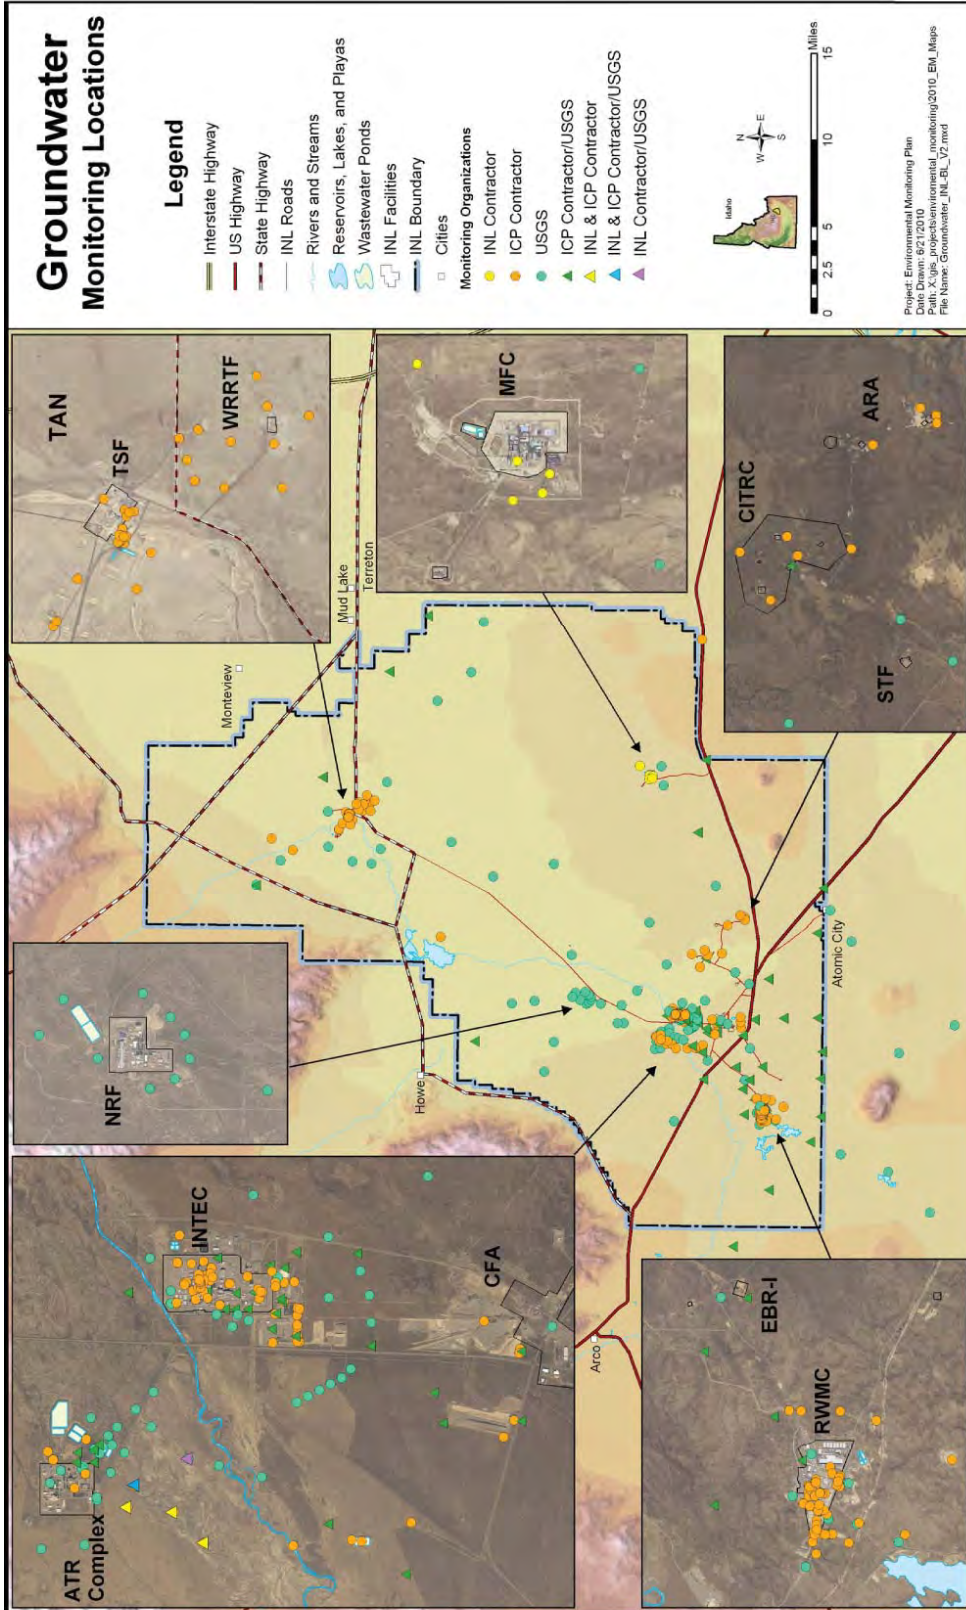 Groundwater
Monitoring Locations
Legend
Interstate Highway
US Highway
State Highway
INL Roads
Rivers and Streams
Reservoirs, Lakes, and Playas
Wastewater Ponds
INL Facilities
INL Boundary
Cities
Monitoring Organizations
INL Contractor
ICP Contractor
USGS
ICP Contractor/USGS
INL & ICP Contractor
INL & ICP Contractor/USGS
INL Contractor/USGS
Idaho
N
W E
S
0 2.5 5 10 15
Miles
Project: Environmental Monitoring Plan
Date Drawn: 6/21/2010
Path: X:\gis_projects\enviromental_monitoring\2010_EM_Maps
File Name: Groundwater_INL-BL_V2.mxd
TAN
TSF
WRRTF
MFC
CITRC
ARA
STF
NRF
INTEC
CFA
ATR
Complex
EBR-I
RWMC
Monteview
Mud Lake
Terreton
Howe
Atomic City
Arco